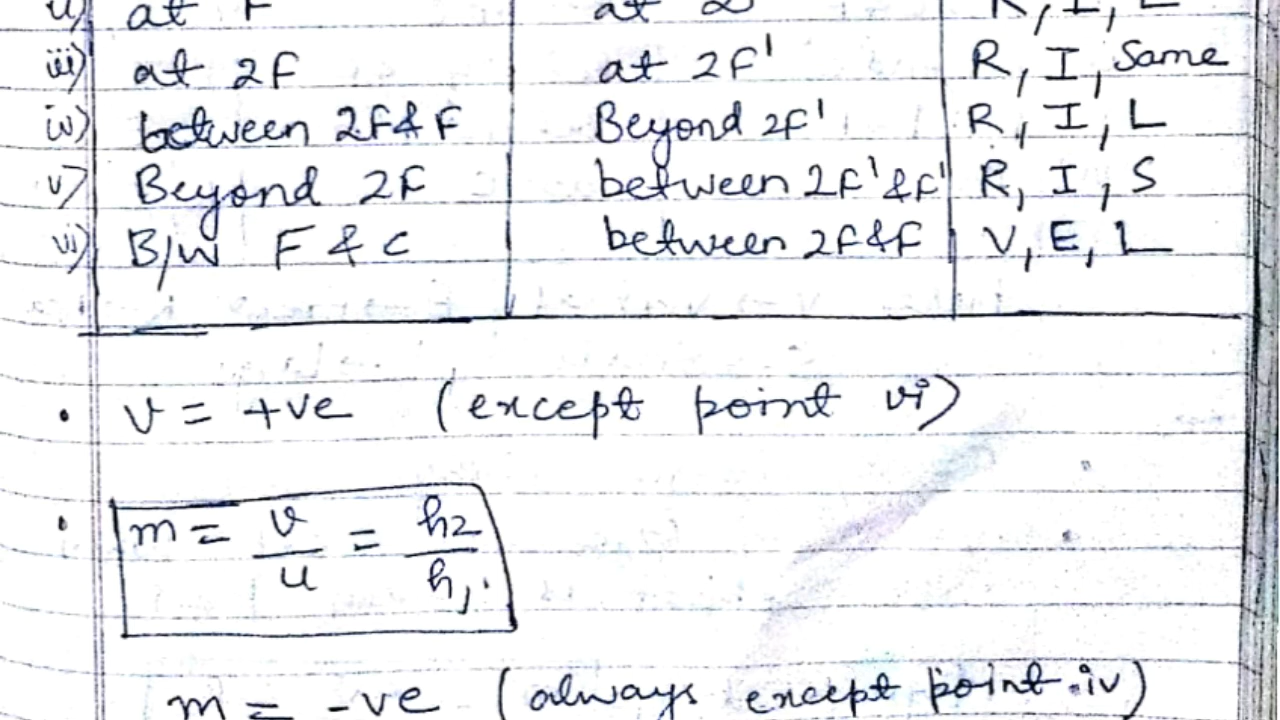 ii) at F at ∞ R, I, L
iii) at 2F at 2F' R, I, Same
iv) between 2F & F Beyond 2F' R, I, L
v) Beyond 2F between 2F' & F' R, I, S
vi) B/W F & C between 2F & F V, E, L
• v = +ve (except point vi)
• m = v/u = h2/h1.
m = -ve (always except point iv)